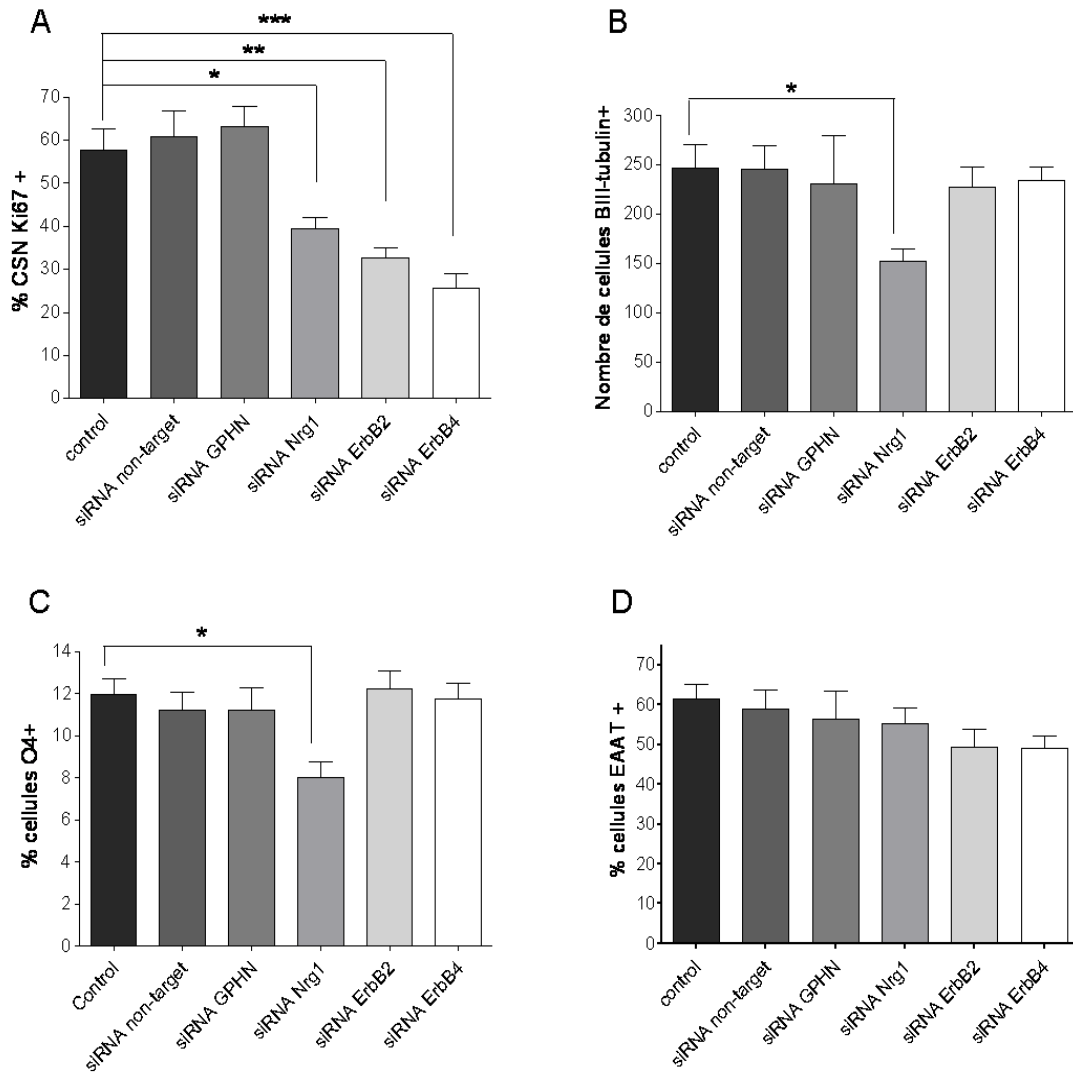 A
***
**
*
% CSN Ki67 +
70
60
50
40
30
20
10
0
control
siRNA non-target
siRNA GPHN
siRNA Nrg1
siRNA ErbB2
siRNA ErbB4
B
*
Nombre de cellules BIII-tubulin+
300
250
200
150
100
50
0
control
siRNA non-target
siRNA GPHN
siRNA Nrg1
siRNA ErbB2
siRNA ErbB4
C
*
% cellules O4+
14
12
10
8
6
4
2
0
Control
siRNA non-target
siRNA GPHN
siRNA Nrg1
siRNA ErbB2
siRNA ErbB4
D
% cellules EAAT +
70
60
50
40
30
20
10
0
control
siRNA non-target
siRNA GPHN
siRNA Nrg1
siRNA ErbB2
siRNA ErbB4